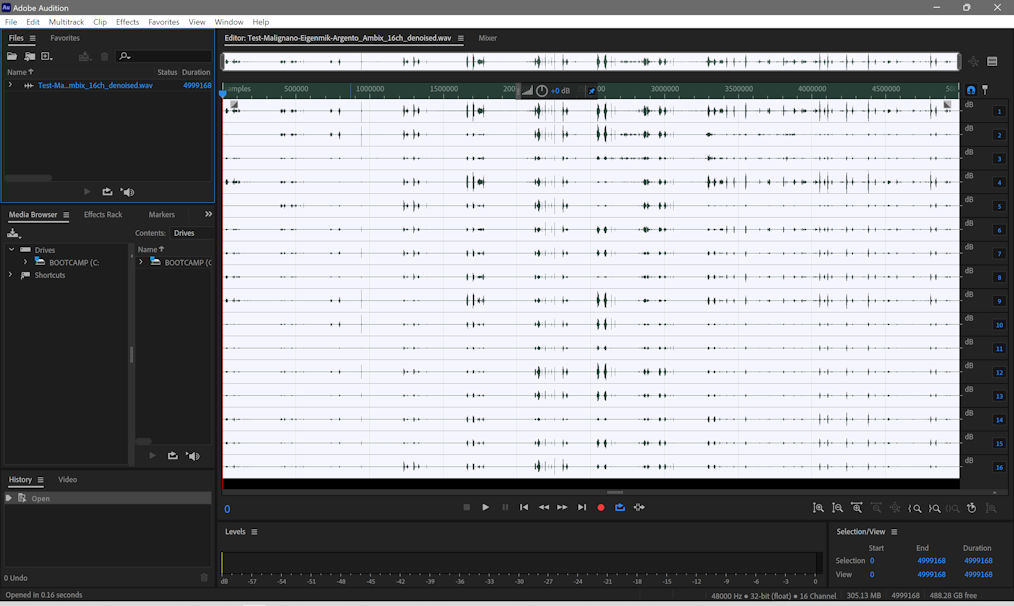 Au Adobe Audition
File Edit Multitrack Clip Effects Favorites View Window Help
Files Favorites
Name Status Duration
Test-Ma...mbix_16ch_denoised.wav 4999168
Media Browser Effects Rack Markers
Contents: Drives
Drives
BOOTCAMP (C:
Shortcuts
Name
BOOTCAMP (C
History Video
Open
0 Undo
Opened in 0.16 seconds
Editor: Test-Malignano-Eigenmik-Argento_Ambix_16ch_denoised.wav Mixer
amples 500000 1000000 1500000 200 +0 dB 00 3000000 3500000 4000000 4500000
dB 1
dB 2
dB 3
dB 4
dB 5
dB 6
dB 7
dB 8
dB 9
dB 10
dB 11
dB 12
dB 13
dB 14
dB 15
dB 16
0
Levels
dB -57 -54 -51 -48 -45 -42 -39 -36 -33 -30 -27 -24 -21 -18 -15 -12 -9 -6 -3 0
Selection/View
Start End Duration
Selection 0 4999168 4999168
View 0 4999168 4999168
48000 Hz • 32-bit (float) • 16 Channel 305.13 MB 4999168 488.28 GB free